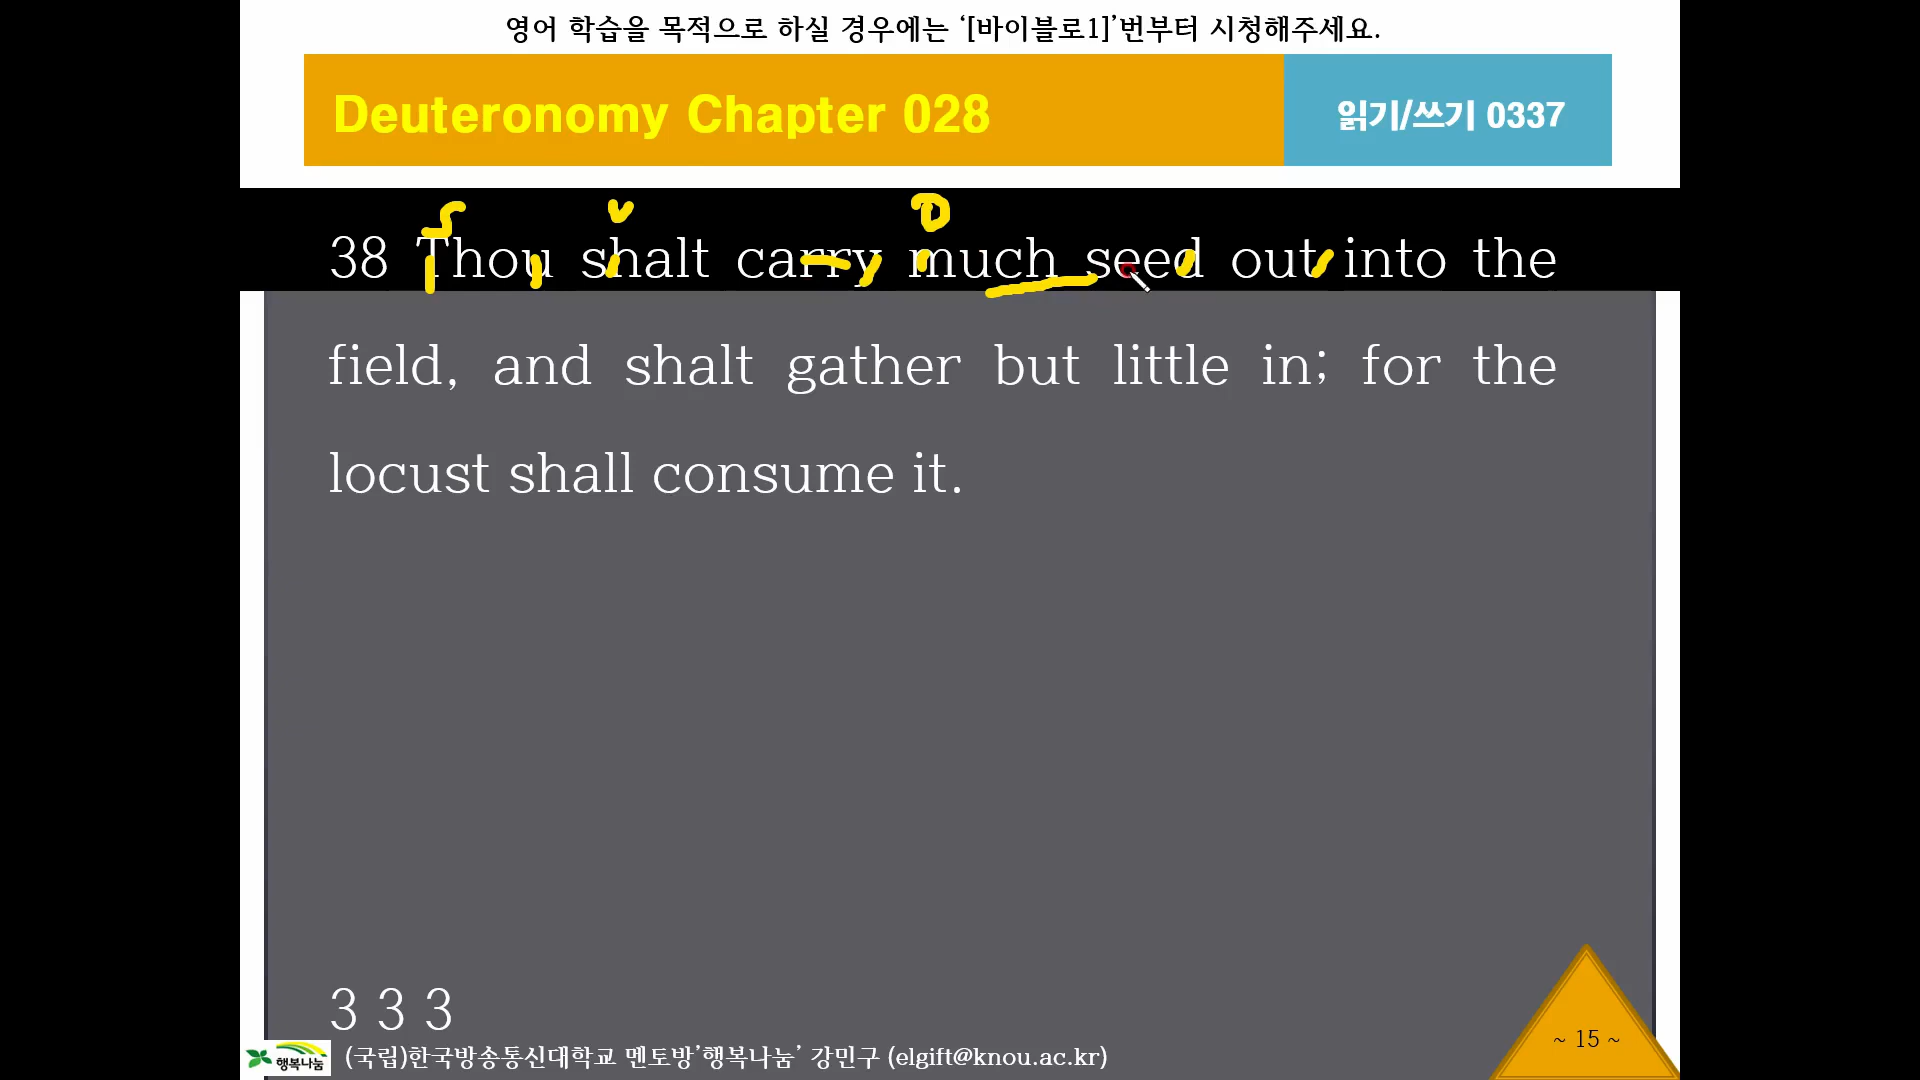 영어 학습을 목적으로 하실 경우에는 ‘[바이블로1]’번부터 시청해주세요.
Deuteronomy Chapter 028
읽기/쓰기 0337
S v O
38 Thou shalt carry much seed out into the
field, and shalt gather but little in; for the
locust shall consume it.
3 3 3
~ 15 ~
행복나눔
(국립)한국방송통신대학교 멘토방’행복나눔’ 강민구 (elgift@knou.ac.kr)